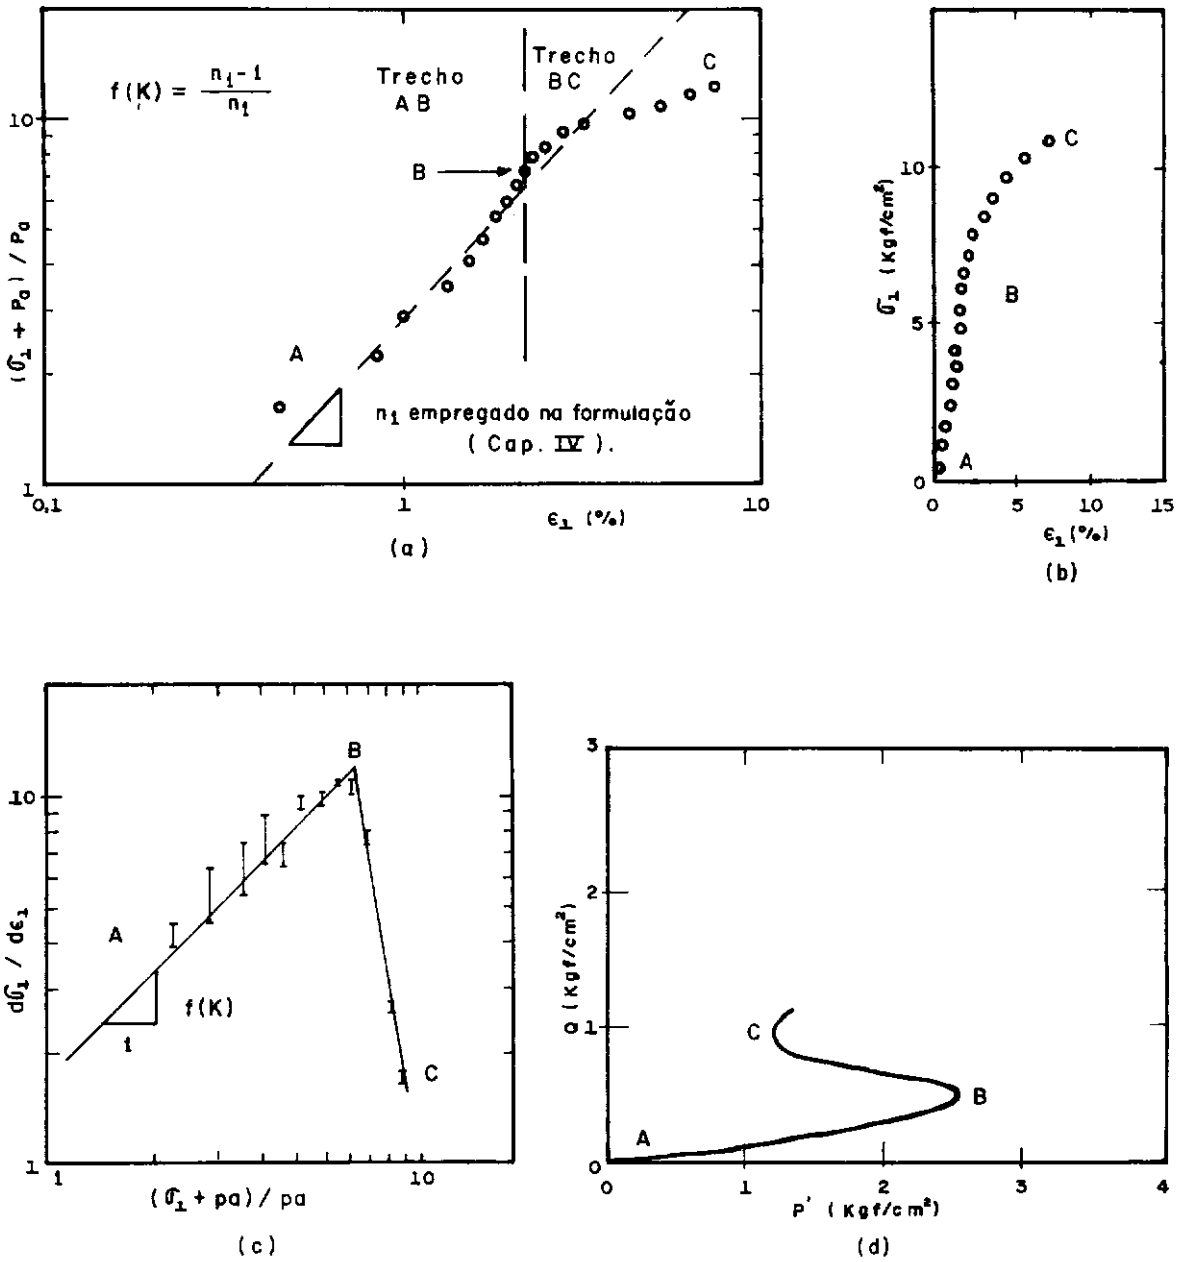 f(K) = n₁-1 / n₁
Trecho AB
Trecho BC
C
B
A
n₁ empregado na formulação
( Cap. IV ).
(σ₁ + Pa) / Pa
10
1
0.1
1
10
ϵ₁ (%)
(a)
σ₁ (Kgf/cm²)
10
5
0
C
B
A
0
5
10
15
ϵ₁ (%)
(b)
dσ₁ / dϵ₁
10
1
B
A
f(K)
1
C
1
10
(σ₁ + pa) / pa
(c)
Q (Kgf/cm²)
3
2
1
0
C
B
A
0
1
2
3
4
P' (Kgf/cm²)
(d)